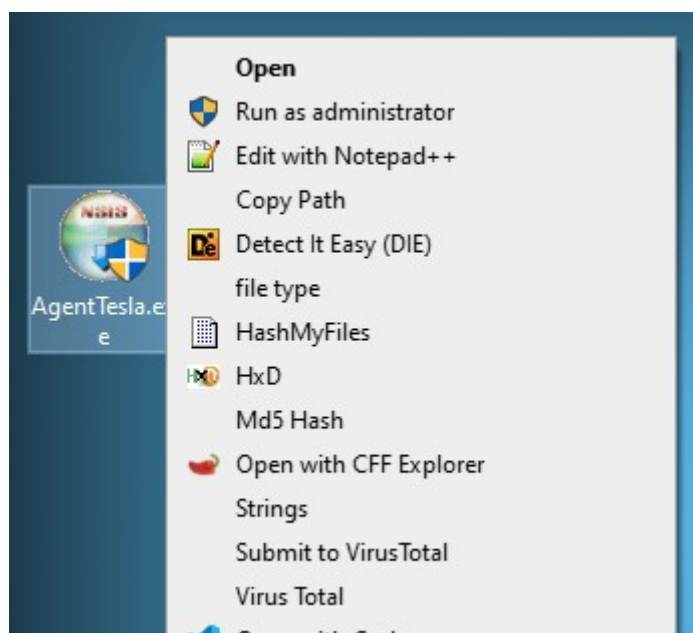 Open
Run as administrator
Edit with Notepad++
Copy Path
NSIS
Detect It Easy (DIE)
file type
AgentTesla.ex
e
HashMyFiles
HxD
Md5 Hash
Open with CFF Explorer
Strings
Submit to VirusTotal
Virus Total